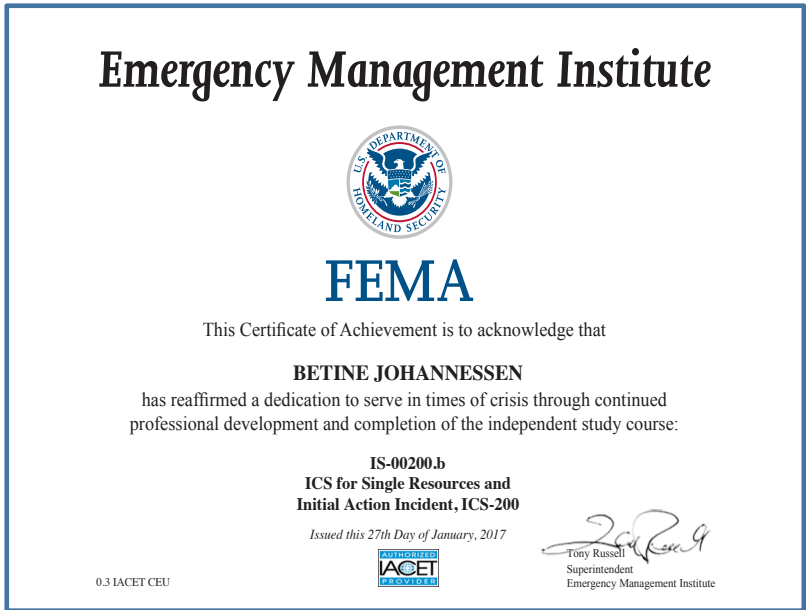 Emergency Management Institute
U.S. DEPARTMENT OF
HOMELAND SECURITY
FEMA
This Certificate of Achievement is to acknowledge that
BETINE JOHANNESSEN
has reaffirmed a dedication to serve in times of crisis through continued
professional development and completion of the independent study course:
IS-00200.b
ICS for Single Resources and
Initial Action Incident, ICS-200
Issued this 27th Day of January, 2017
Tony Russell
Superintendent
Emergency Management Institute
AUTHORIZED
IACET
PROVIDER
0.3 IACET CEU